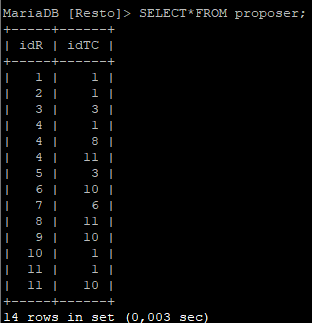 MariaDB [Resto]> SELECT*FROM proposer;
+-----+------+
| idR | idTC |
+-----+------+
|   1 |    1 |
|   2 |    1 |
|   3 |    3 |
|   4 |    1 |
|   4 |    8 |
|   4 |   11 |
|   5 |    3 |
|   6 |   10 |
|   7 |    6 |
|   8 |   11 |
|   9 |   10 |
|  10 |    1 |
|  11 |    1 |
|  11 |   10 |
+-----+------+
14 rows in set (0,003 sec)